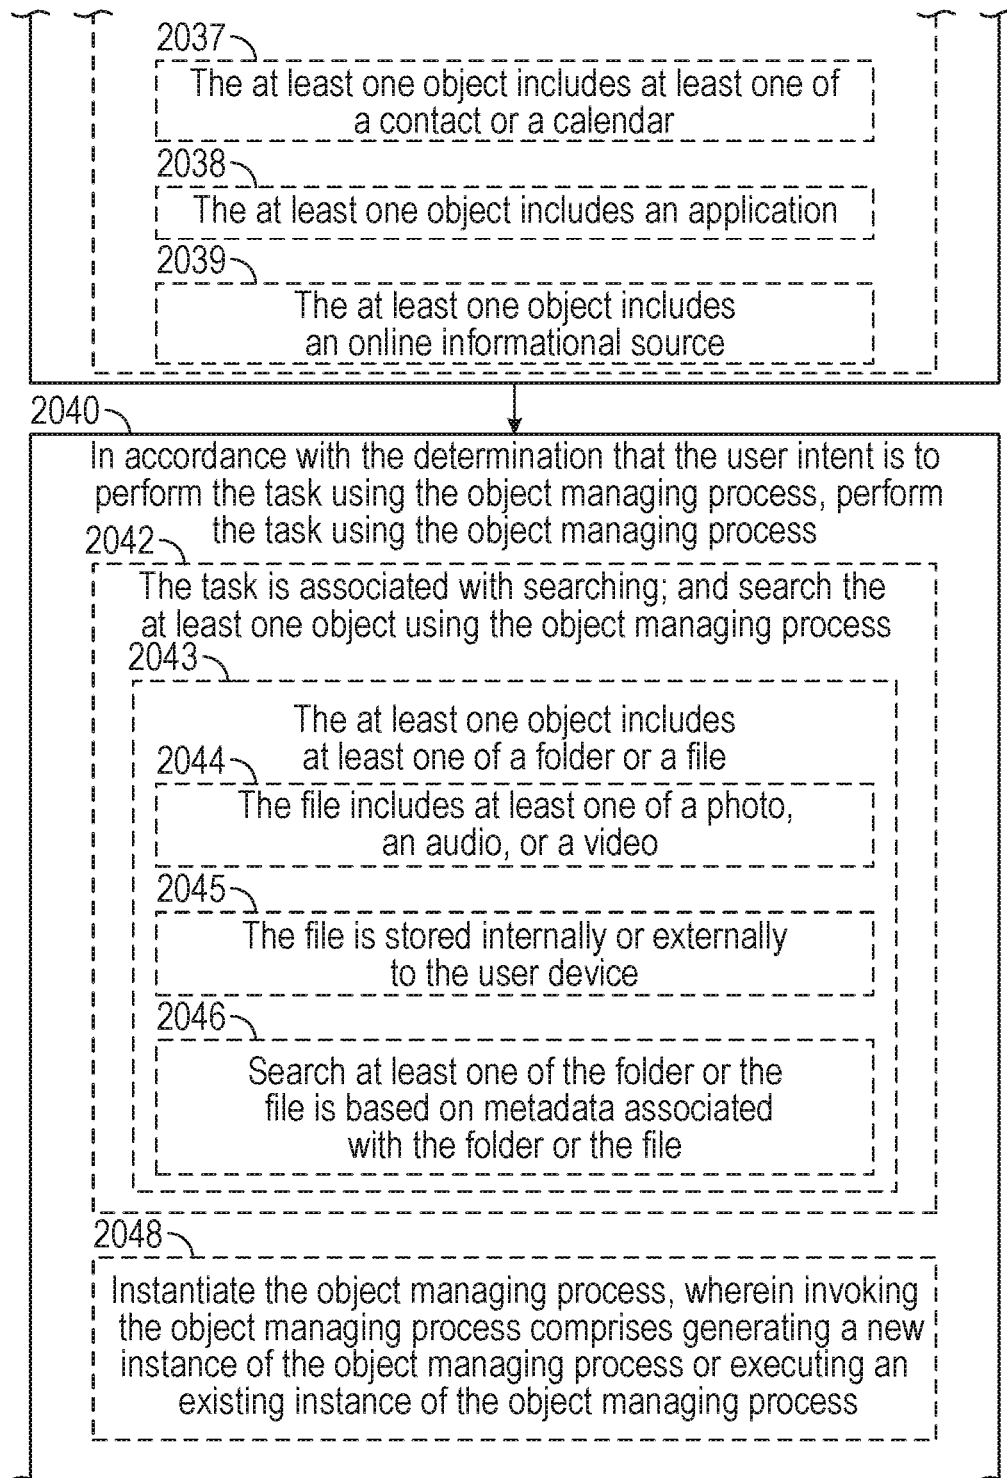 2037
The at least one object includes at least one of
a contact or a calendar
2038
The at least one object includes an application
2039
The at least one object includes
an online informational source
2040
In accordance with the determination that the user intent is to
perform the task using the object managing process, perform
the task using the object managing process
2042
The task is associated with searching; and search the
at least one object using the object managing process
2043
The at least one object includes
at least one of a folder or a file
2044
The file includes at least one of a photo,
an audio, or a video
2045
The file is stored internally or externally
to the user device
2046
Search at least one of the folder or the
file is based on metadata associated
with the folder or the file
2048
Instantiate the object managing process, wherein invoking
the object managing process comprises generating a new
instance of the object managing process or executing an
existing instance of the object managing process